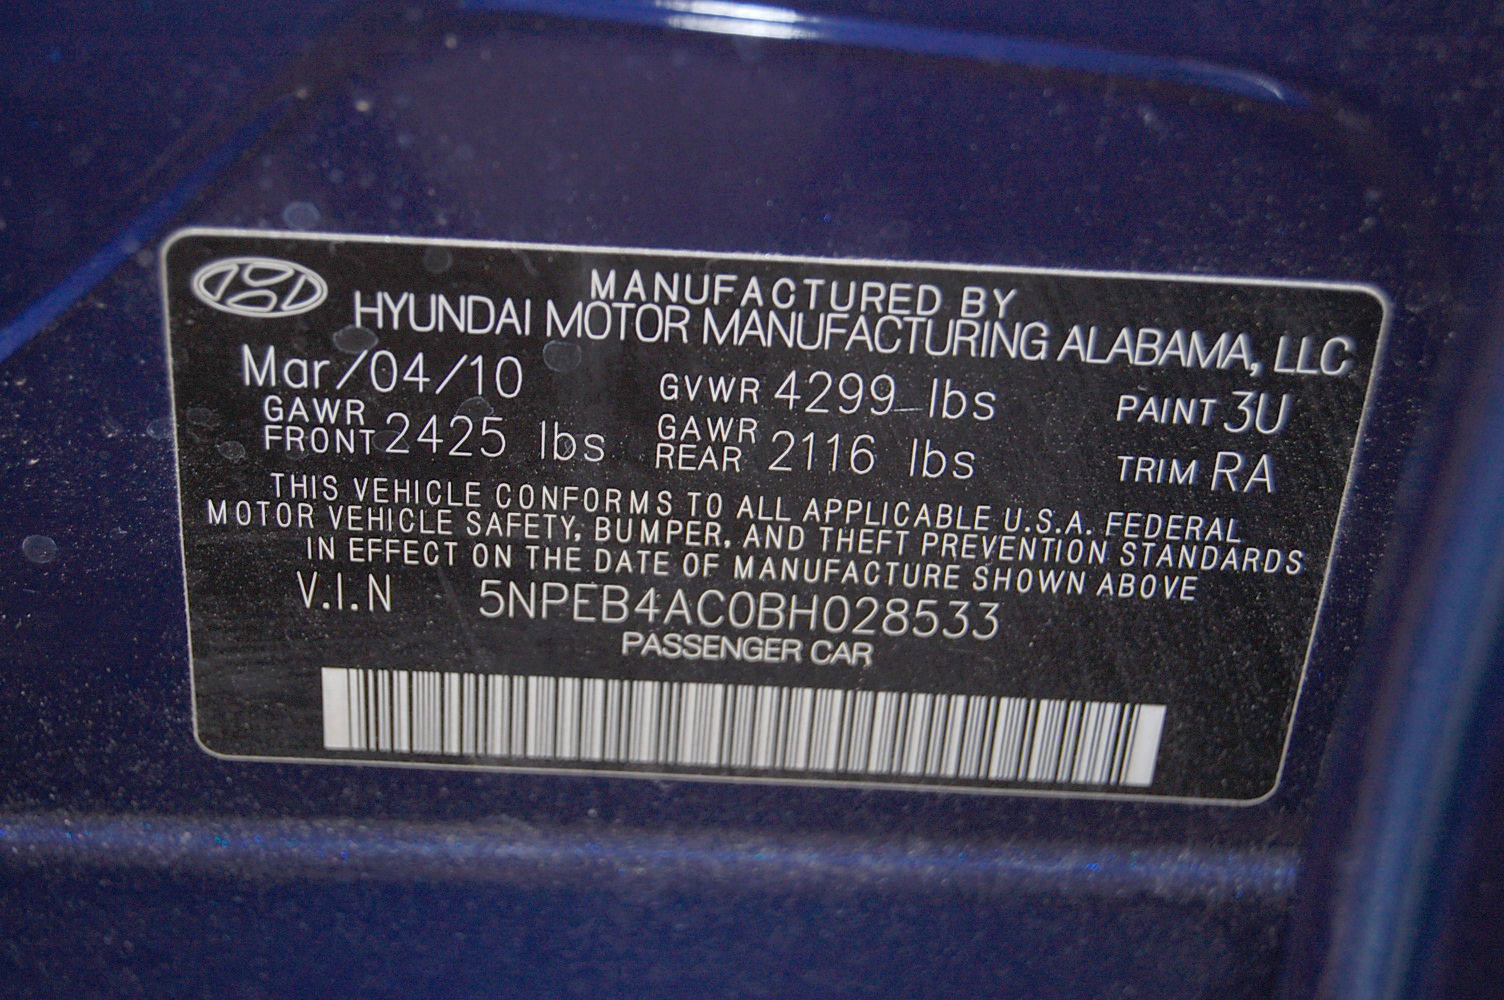 MANUFACTURED BY
HYUNDAI MOTOR MANUFACTURING ALABAMA, LLC
Mar/04/10 GVWR 4299 lbs PAINT 3U
GAWR FRONT 2425 lbs GAWR REAR 2116 lbs TRIM RA
THIS VEHICLE CONFORMS TO ALL APPLICABLE U.S.A. FEDERAL
MOTOR VEHICLE SAFETY, BUMPER, AND THEFT PREVENTION STANDARDS
IN EFFECT ON THE DATE OF MANUFACTURE SHOWN ABOVE
V.I.N 5NPEB4AC0BH028533
PASSENGER CAR